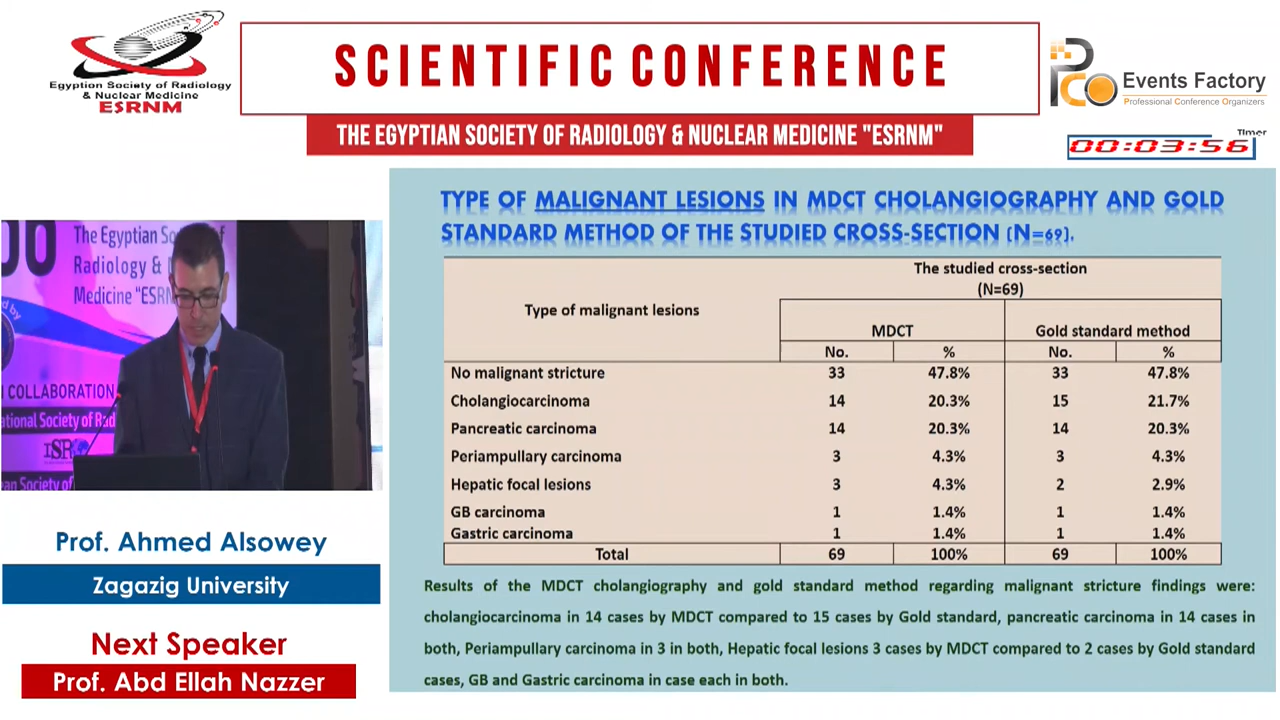 Egyptian Society of Radiology
& Nuclear Medicine
ESRNM
SCIENTIFIC CONFERENCE
THE EGYPTIAN SOCIETY OF RADIOLOGY & NUCLEAR MEDICINE "ESRNM"
PCO
Events Factory
Professional Conference Organizers
Timer
00:03:56
The Egyptian
Radiology &
Medicine "ESRN
COLLABORATION
Society of
ISR
Society of
Prof. Ahmed Alsowey
Zagazig University
Next Speaker
Prof. Abd Ellah Nazzer
TYPE OF MALIGNANT LESIONS IN MDCT CHOLANGIOGRAPHY AND GOLD
STANDARD METHOD OF THE STUDIED CROSS-SECTION (N=69).
Type of malignant lesions
The studied cross-section
(N=69)
MDCT Gold standard method
No. % No. %
No malignant stricture 33 47.8% 33 47.8%
Cholangiocarcinoma 14 20.3% 15 21.7%
Pancreatic carcinoma 14 20.3% 14 20.3%
Periampullary carcinoma 3 4.3% 3 4.3%
Hepatic focal lesions 3 4.3% 2 2.9%
GB carcinoma 1 1.4% 1 1.4%
Gastric carcinoma 1 1.4% 1 1.4%
Total 69 100% 69 100%
Results of the MDCT cholangiography and gold standard method regarding malignant stricture findings were:
cholangiocarcinoma in 14 cases by MDCT compared to 15 cases by Gold standard, pancreatic carcinoma in 14 cases in
both, Periampullary carcinoma in 3 in both, Hepatic focal lesions 3 cases by MDCT compared to 2 cases by Gold standard
cases, GB and Gastric carcinoma in case each in both.